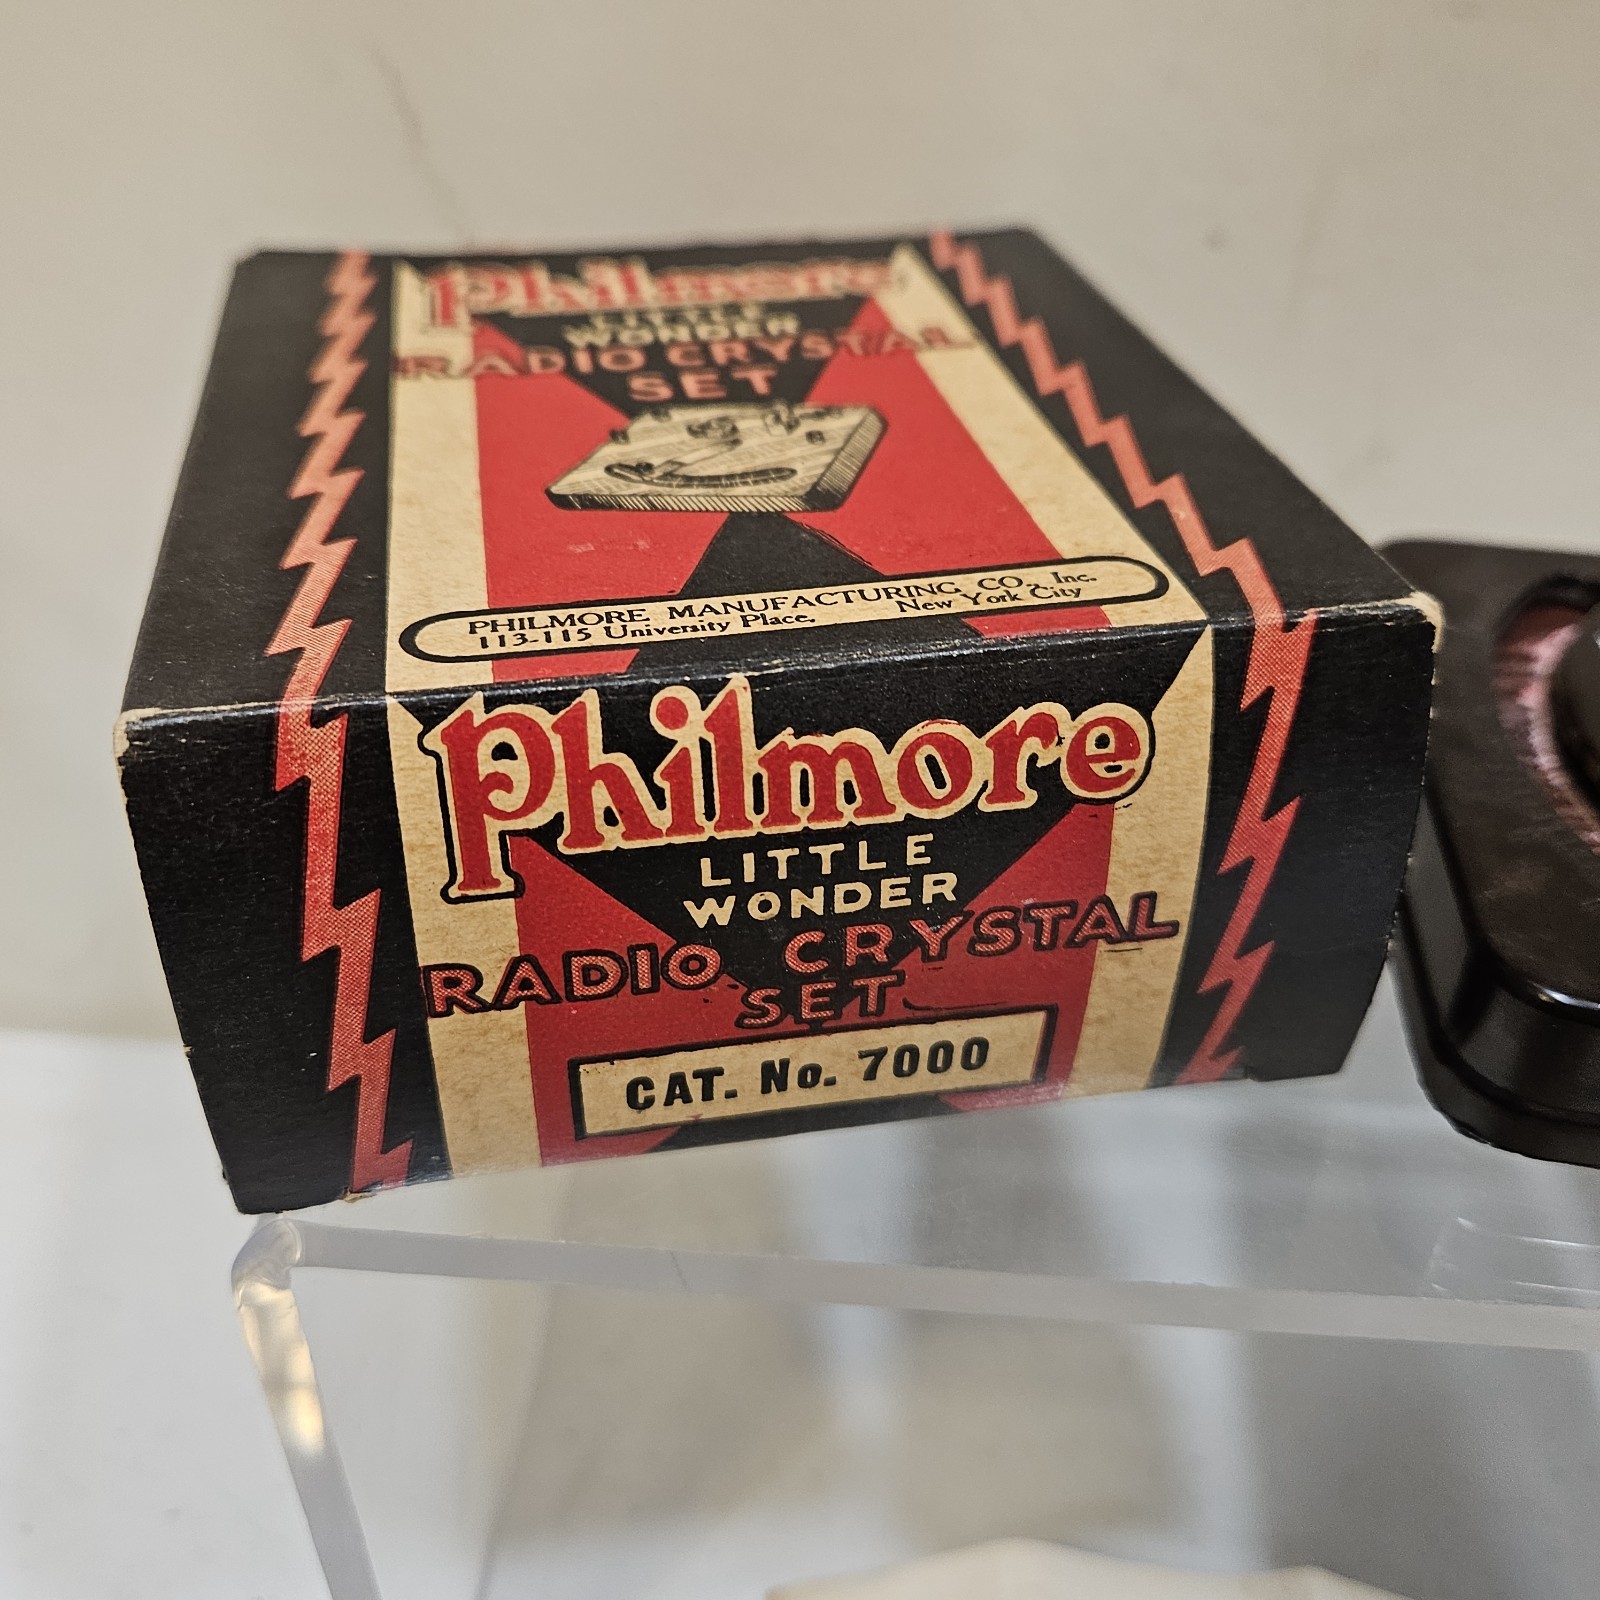 Philmore
LITTLE
WONDER
RADIO CRYSTAL
SET
PHILMORE MANUFACTURING CO., Inc.
113-115 University Place, New York City
Philmore
LITTLE
WONDER
RADIO CRYSTAL
SET
CAT. No. 7000